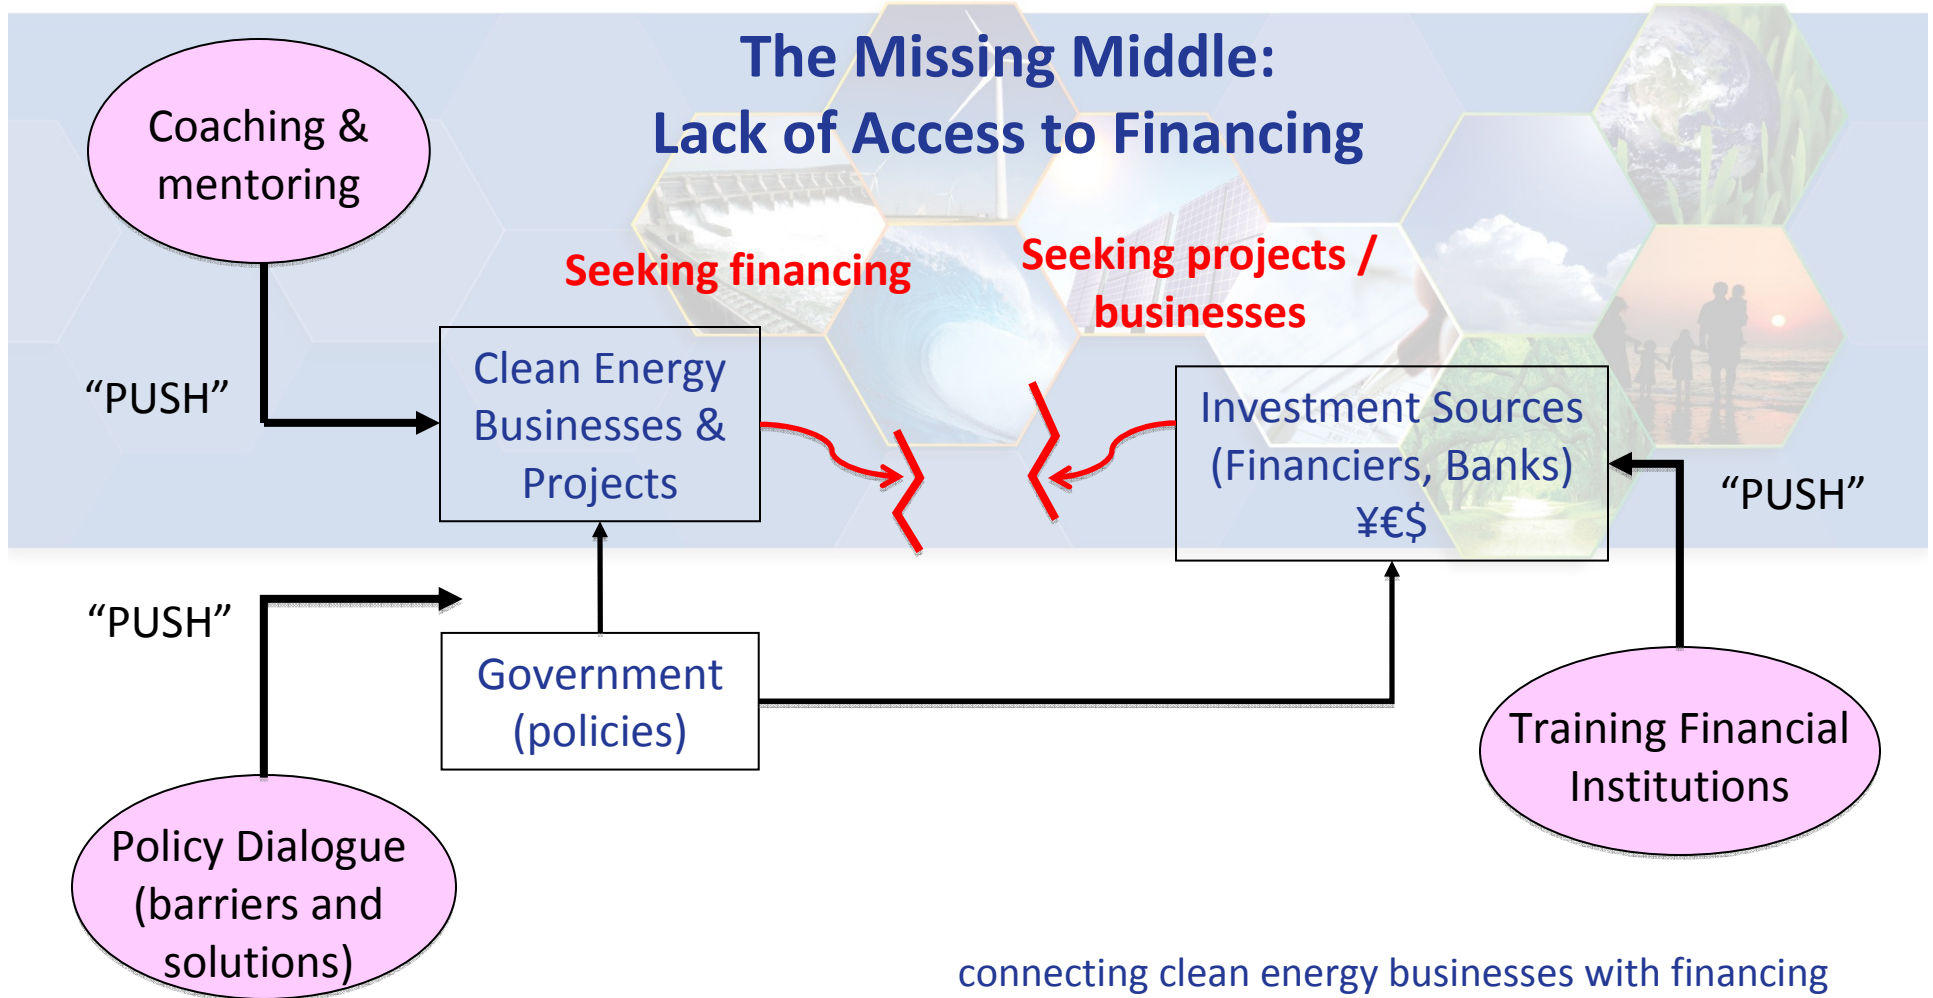 The Missing Middle:
Lack of Access to Financing
Coaching &
mentoring
Seeking financing
Seeking projects /
businesses
“PUSH”
Clean Energy
Businesses &
Projects
Investment Sources
(Financiers, Banks)
¥€$
“PUSH”
“PUSH”
Government
(policies)
Training Financial
Institutions
Policy Dialogue
(barriers and
solutions)
connecting clean energy businesses with financing